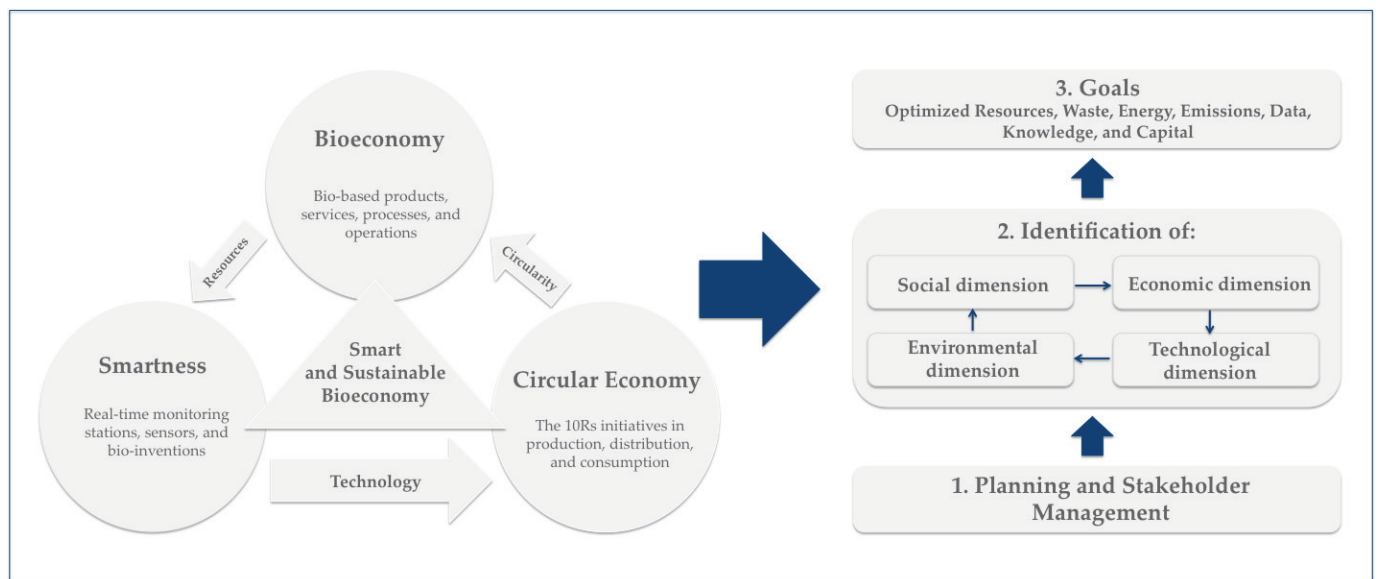 Bioeconomy
Bio-based products,
services, processes, and
operations
Resources
Circularity
Smartness
Real-time monitoring
stations, sensors, and
bio-inventions
Smart
and Sustainable
Bioeconomy
Circular Economy
The 10Rs initiatives in
production, distribution,
and consumption
Technology
3. Goals
Optimized Resources, Waste, Energy, Emissions, Data,
Knowledge, and Capital
2. Identification of:
Social dimension
Economic dimension
Environmental
dimension
Technological
dimension
1. Planning and Stakeholder
Management